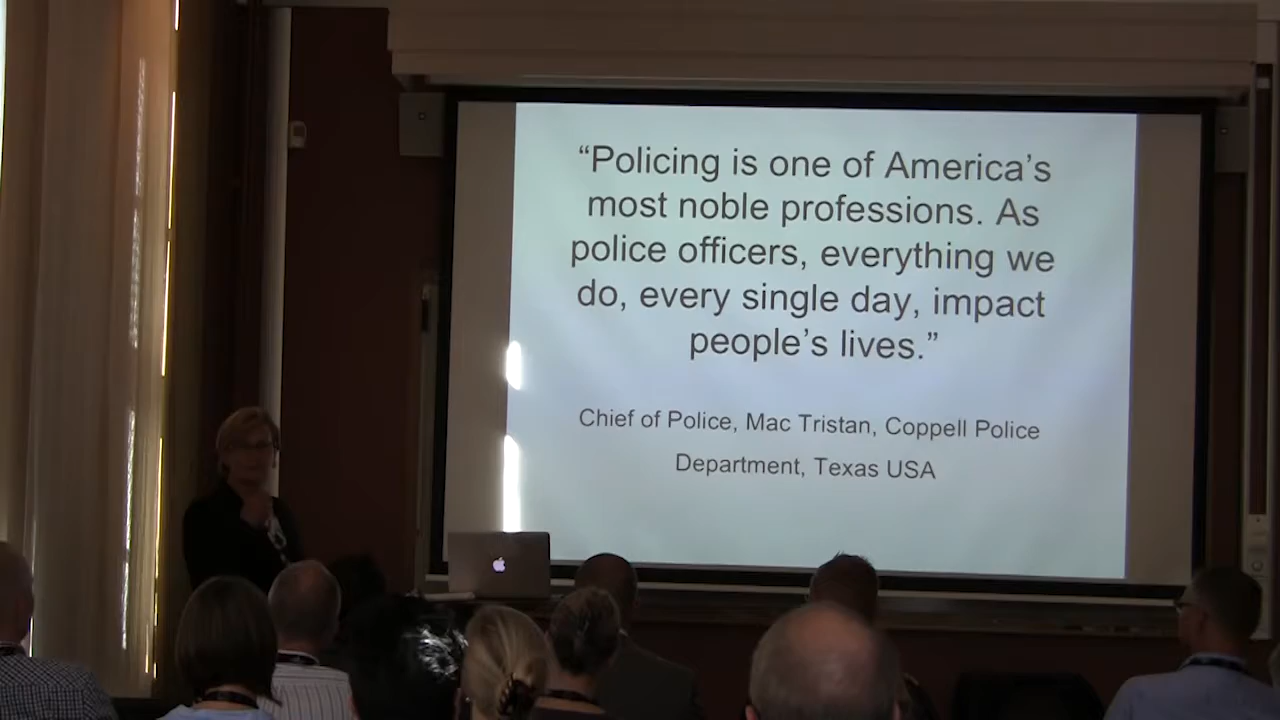 “Policing is one of America’s
most noble professions. As
police officers, everything we
do, every single day, impact
people’s lives.”
Chief of Police, Mac Tristan, Coppell Police
Department, Texas USA